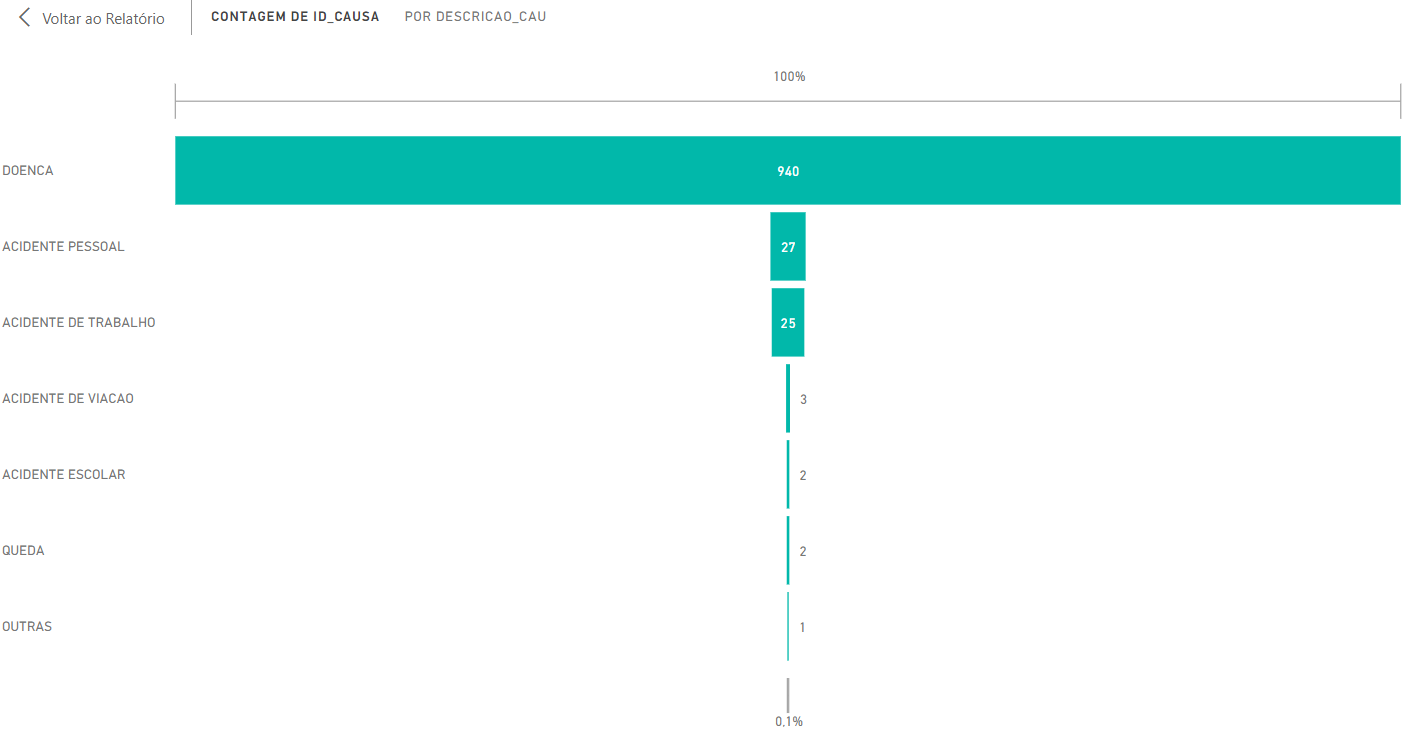 Voltar ao Relatório
CONTAGEM DE ID_CAUSA POR DESCRICAO_CAU
100%
DOENCA 940
ACIDENTE PESSOAL 27
ACIDENTE DE TRABALHO 25
ACIDENTE DE VIACAO 3
ACIDENTE ESCOLAR 2
QUEDA 2
OUTRAS 1
0,1%